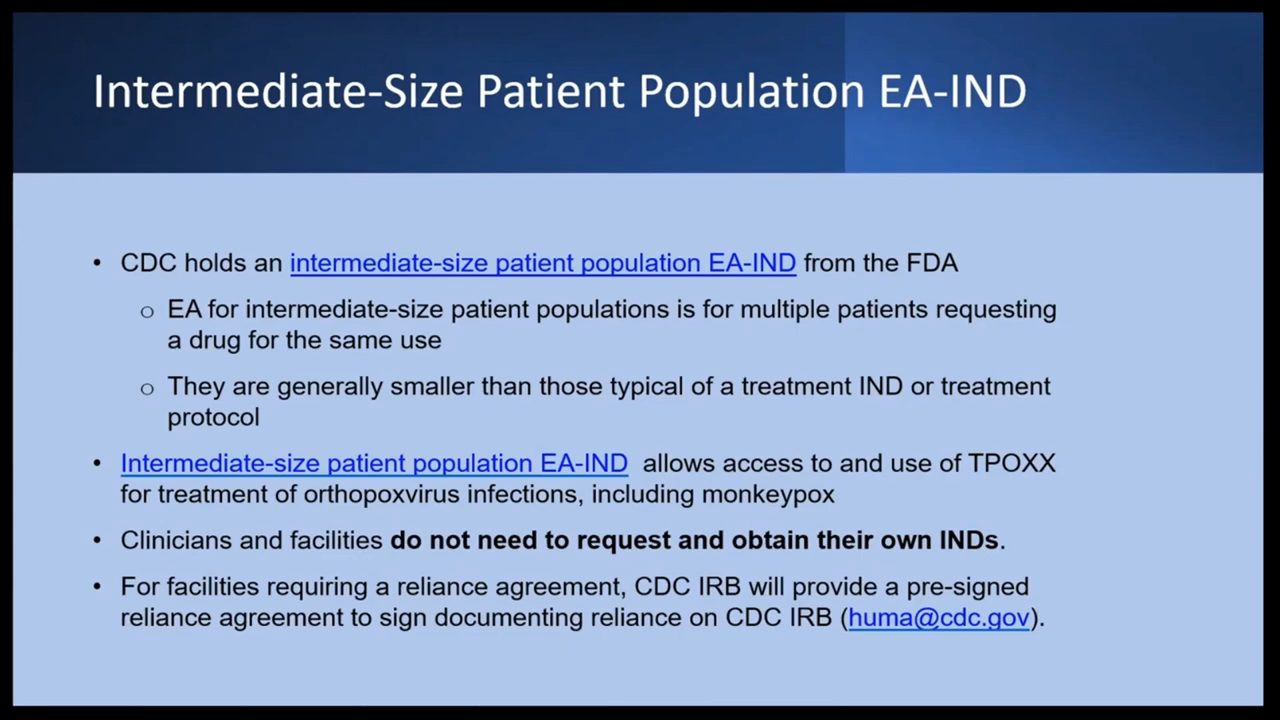 Intermediate-Size Patient Population EA-IND
• CDC holds an intermediate-size patient population EA-IND from the FDA
o EA for intermediate-size patient populations is for multiple patients requesting
a drug for the same use
o They are generally smaller than those typical of a treatment IND or treatment
protocol
• Intermediate-size patient population EA-IND allows access to and use of TPOXX
for treatment of orthopoxvirus infections, including monkeypox
• Clinicians and facilities do not need to request and obtain their own INDs.
• For facilities requiring a reliance agreement, CDC IRB will provide a pre-signed
reliance agreement to sign documenting reliance on CDC IRB (huma@cdc.gov).